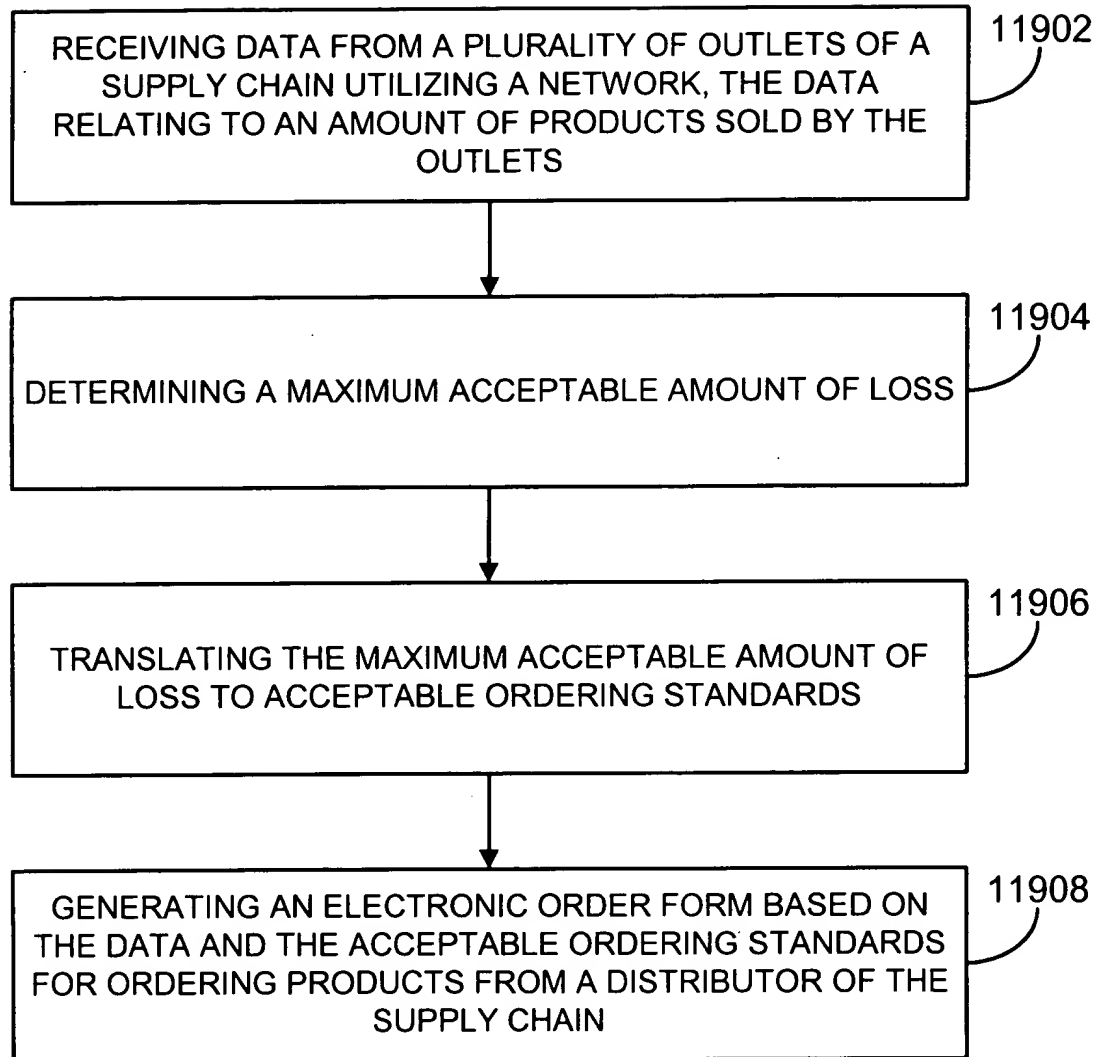 RECEIVING DATA FROM A PLURALITY OF OUTLETS OF A
SUPPLY CHAIN UTILIZING A NETWORK, THE DATA
RELATING TO AN AMOUNT OF PRODUCTS SOLD BY THE
OUTLETS
11902
DETERMINING A MAXIMUM ACCEPTABLE AMOUNT OF LOSS
11904
TRANSLATING THE MAXIMUM ACCEPTABLE AMOUNT OF
LOSS TO ACCEPTABLE ORDERING STANDARDS
11906
GENERATING AN ELECTRONIC ORDER FORM BASED ON
THE DATA AND THE ACCEPTABLE ORDERING STANDARDS
FOR ORDERING PRODUCTS FROM A DISTRIBUTOR OF THE
SUPPLY CHAIN
11908